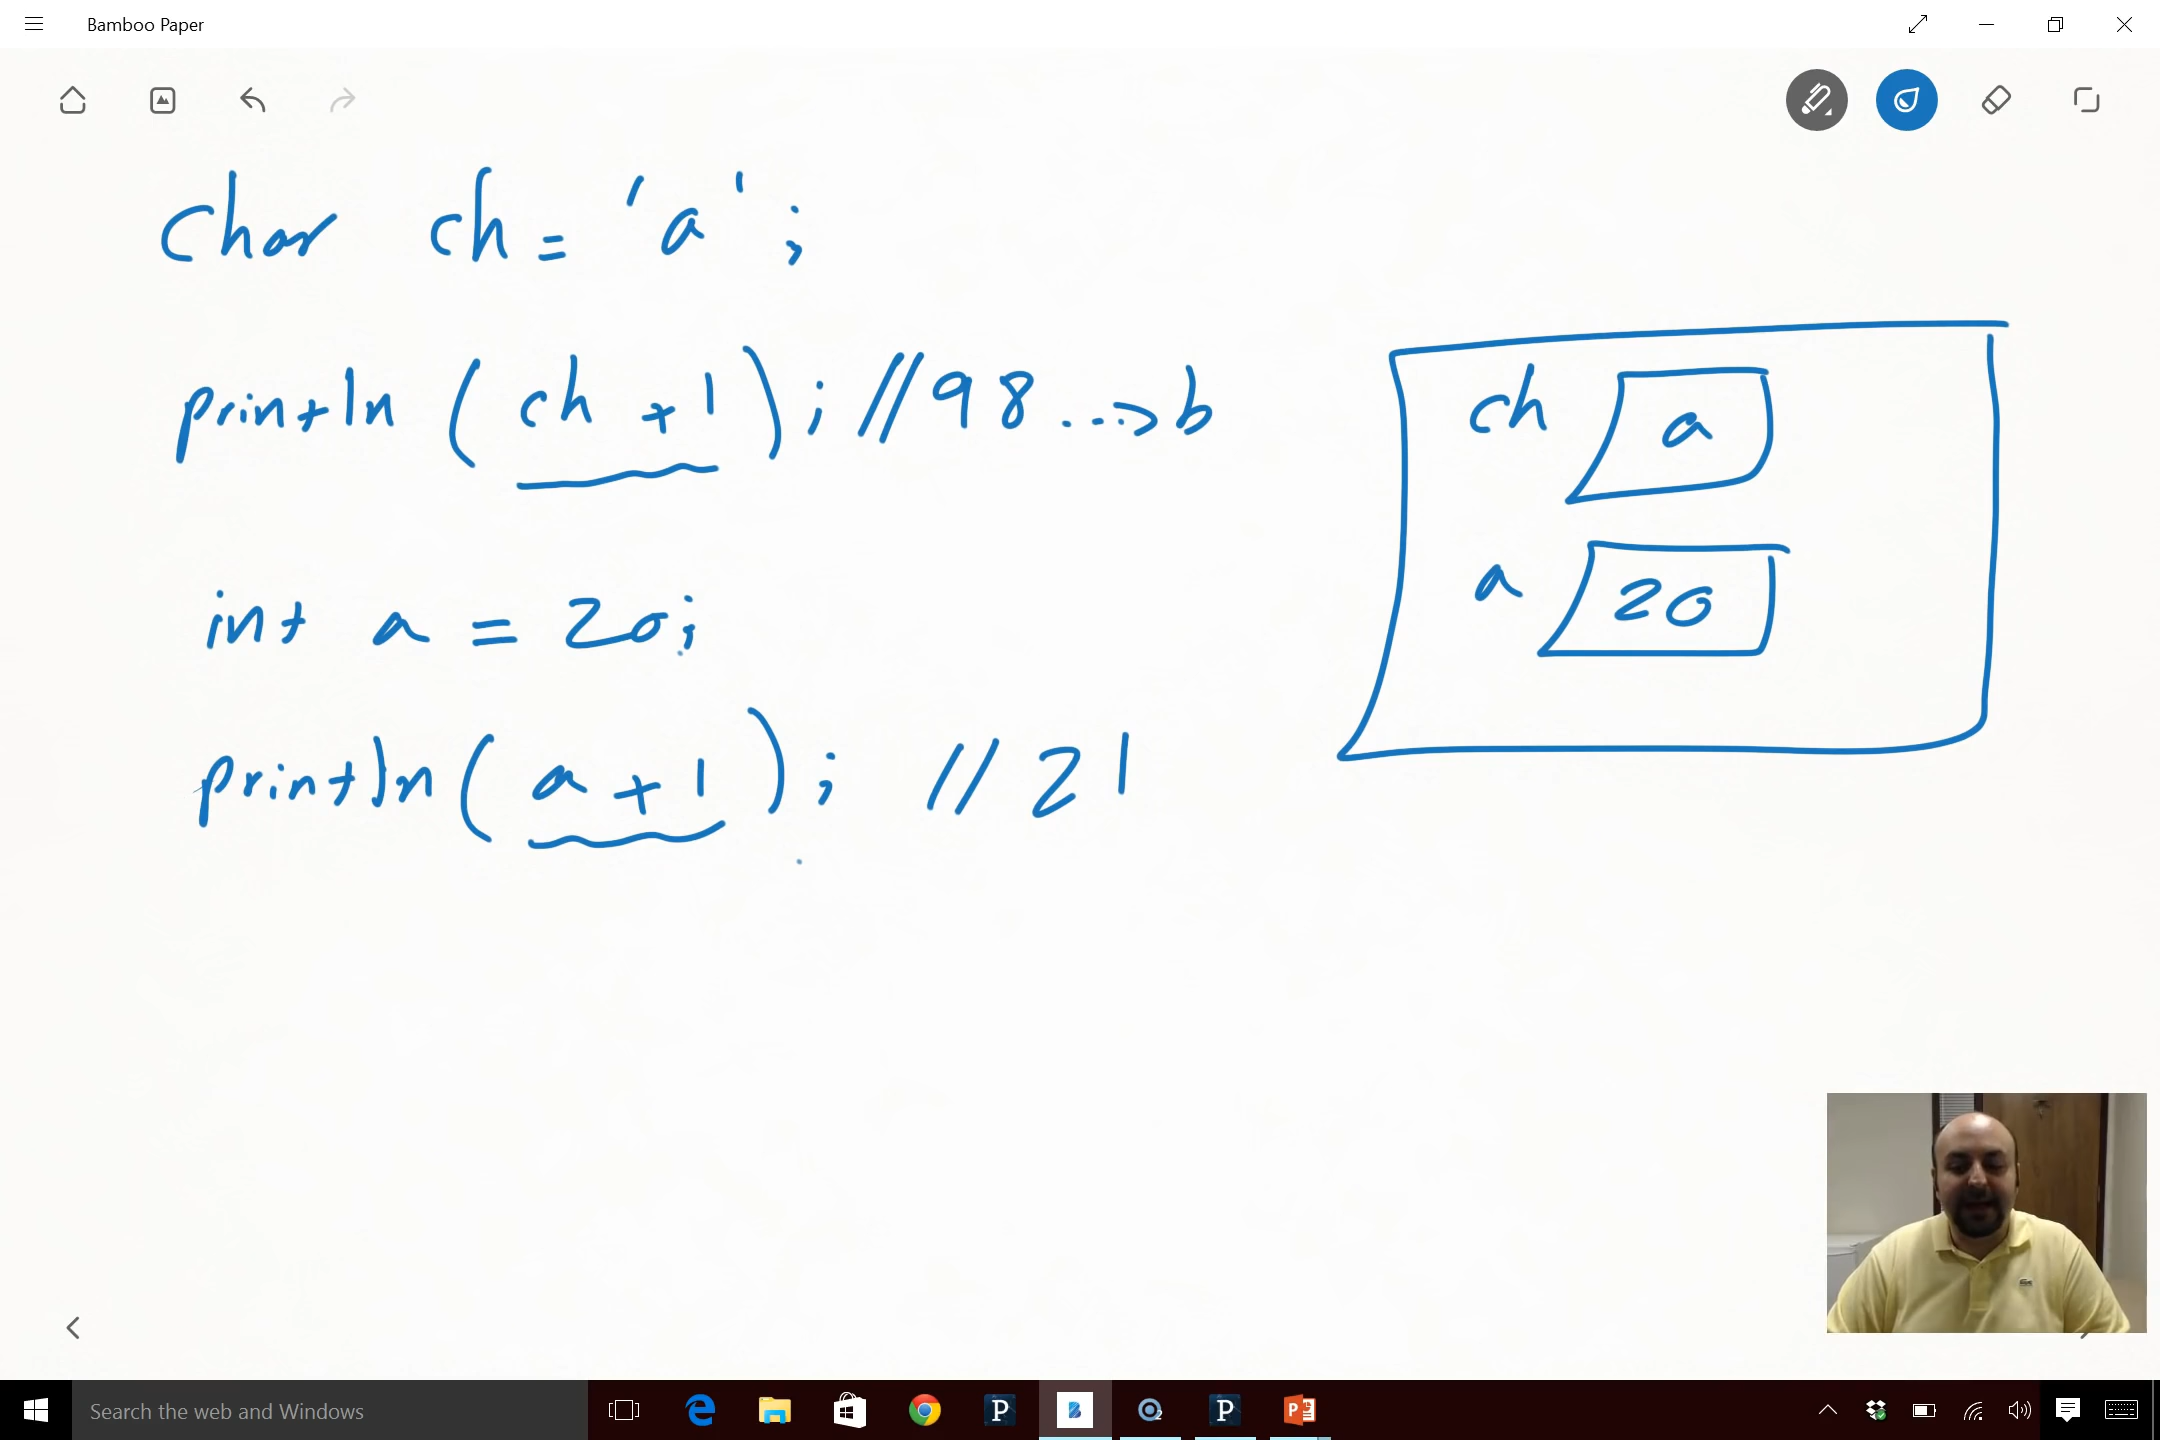 Bamboo Paper
char ch = 'a';
println (ch + 1); // 98 ...> b
int a = 20;
println(a + 1); // 21
ch a
a 20
Search the web and Windows